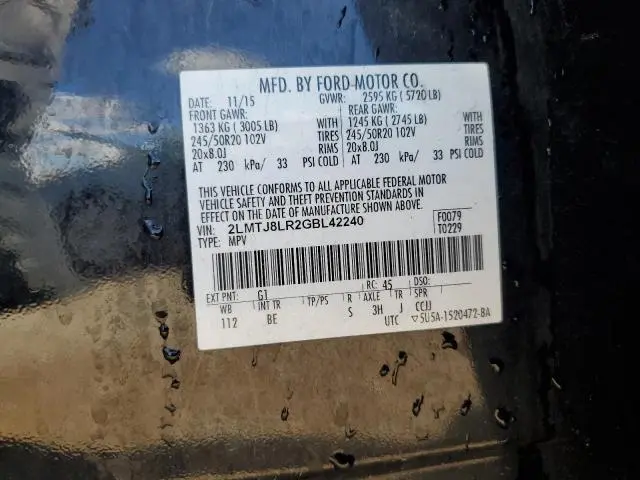 MFD. BY FORD MOTOR CO.
DATE: 11/15 GVWR: 2595 KG ( 5720 LB)
FRONT GAWR: REAR GAWR:
1363 KG ( 3005 LB) WITH 1245 KG ( 2745 LB) WITH
245/50R20 102V TIRES 245/50R20 102V TIRES
20x8.0J RIMS 20x8.0J RIMS
AT 230 kPa/ 33 PSI COLD AT 230 kPa/ 33 PSI COLD
THIS VEHICLE CONFORMS TO ALL APPLICABLE FEDERAL MOTOR
VEHICLE SAFETY AND THEFT PREVENTION STANDARDS IN
EFFECT ON THE DATE OF MANUFACTURE SHOWN ABOVE.
VIN: 2LMTJ8LR2GBL42240 F0079
TYPE: MPV T0229
EXT PNT: G1 RC: 45 DSO:
WB INT TR TP/PS R AXLE TR SPR
112 BE S 3H J CCJJ
UTC ▽5U5A-1520472-BA